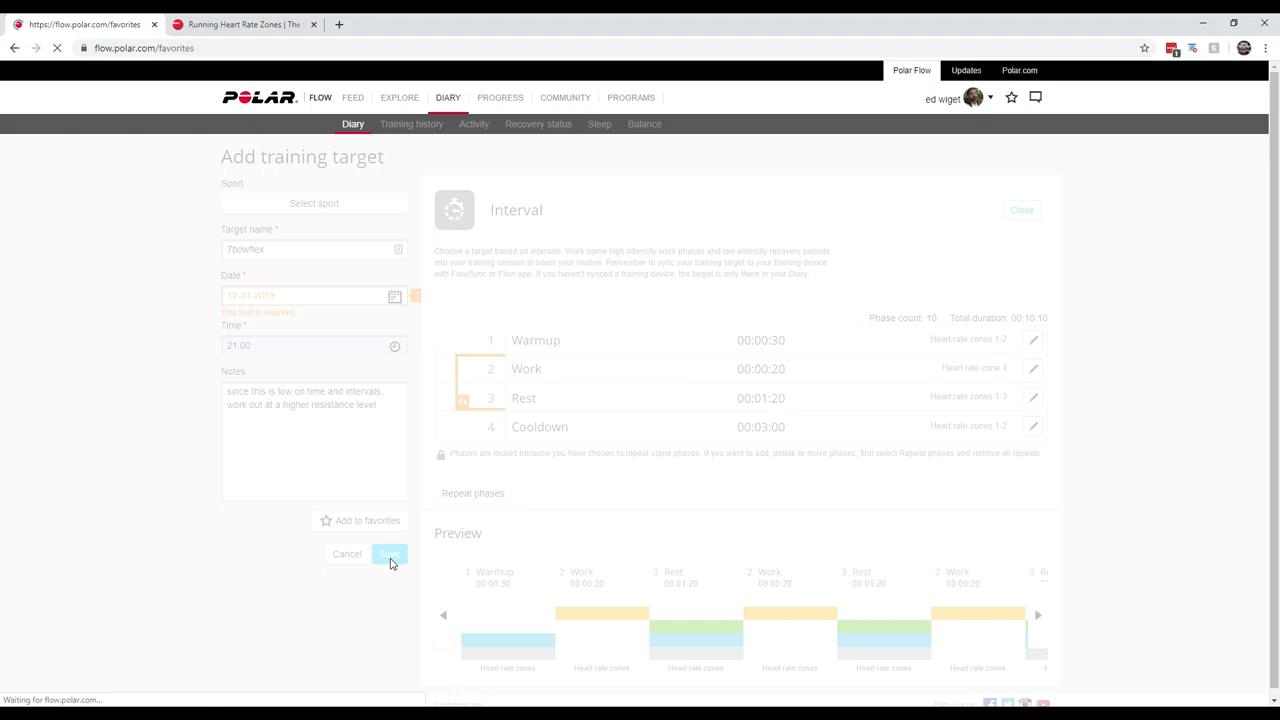 https://flow.polar.com/favorites
Running Heart Rate Zones | The
flow.polar.com/favorites
1
Polar Flow
Updates
Polar.com
POLAR FLOW
FEED
EXPLORE
DIARY
PROGRESS
COMMUNITY
PROGRAMS
ed wiget
Diary
Training history
Activity
Recovery status
Sleep
Balance
Add training target
Sport
Select sport
Target name *
7bowflex
Date *
12-31-2019
This field is required
Time *
21:00
Notes
since this is low on time and intervals,
work out at a higher resistance level
Add to favorites
Cancel
Save
Interval
Close
Choose a target based on intervals. Work some high intensity work phases and low intensity recovery periods
into your training session to boost your routine. Remember to sync your training target to your training device
with FlowSync or Flow app. If you haven't synced a training device, the target is only there in your Diary.
Phase count: 10 Total duration: 00:10:10
1 Warmup 00:00:30 Heart rate zones 1-2
2 Work 00:00:20 Heart rate zone 4
4x 3 Rest 00:01:20 Heart rate zones 1-3
4 Cooldown 00:03:00 Heart rate zones 1-2
Phases are locked because you have chosen to repeat some phases. If you want to add, delete or move phases, first select Repeat phases and remove all repeats.
Repeat phases
Preview
1 Warmup 2 Work 3 Rest 2 Work 3 Rest 2 Work 3 R
00:00:30 00:00:20 00:01:20 00:00:20 00:01:20 00:00:20
Heart rate zones Heart rate zones Heart rate zones Heart rate zones Heart rate zones Heart rate zones
Waiting for flow.polar.com...
Customer care
Follow us on